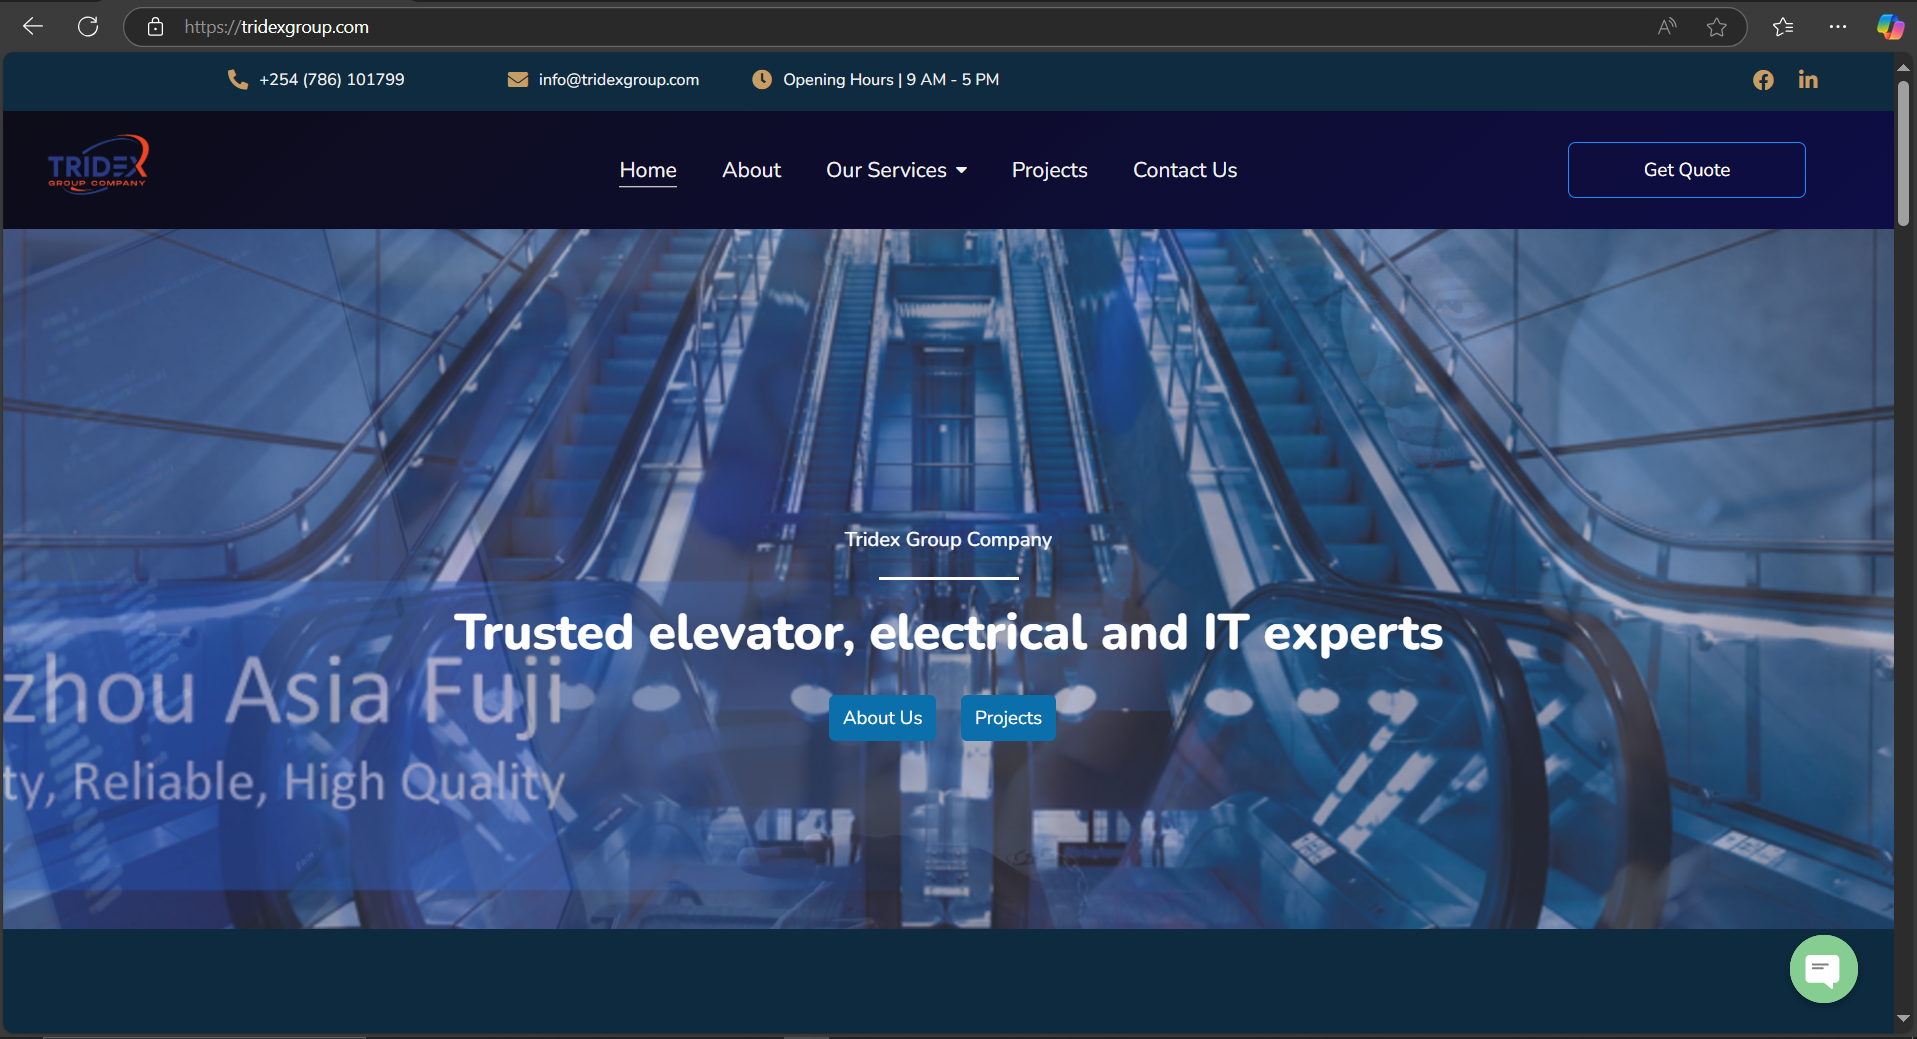 https://tridexgroup.com
+254 (786) 101799
info@tridexgroup.com
Opening Hours | 9 AM - 5 PM
TRIDEX
GROUP COMPANY
Home
About
Our Services
Projects
Contact Us
Get Quote
Tridex Group Company
Trusted elevator, electrical and IT experts
zhou Asia Fuji
ty, Reliable, High Quality
About Us
Projects